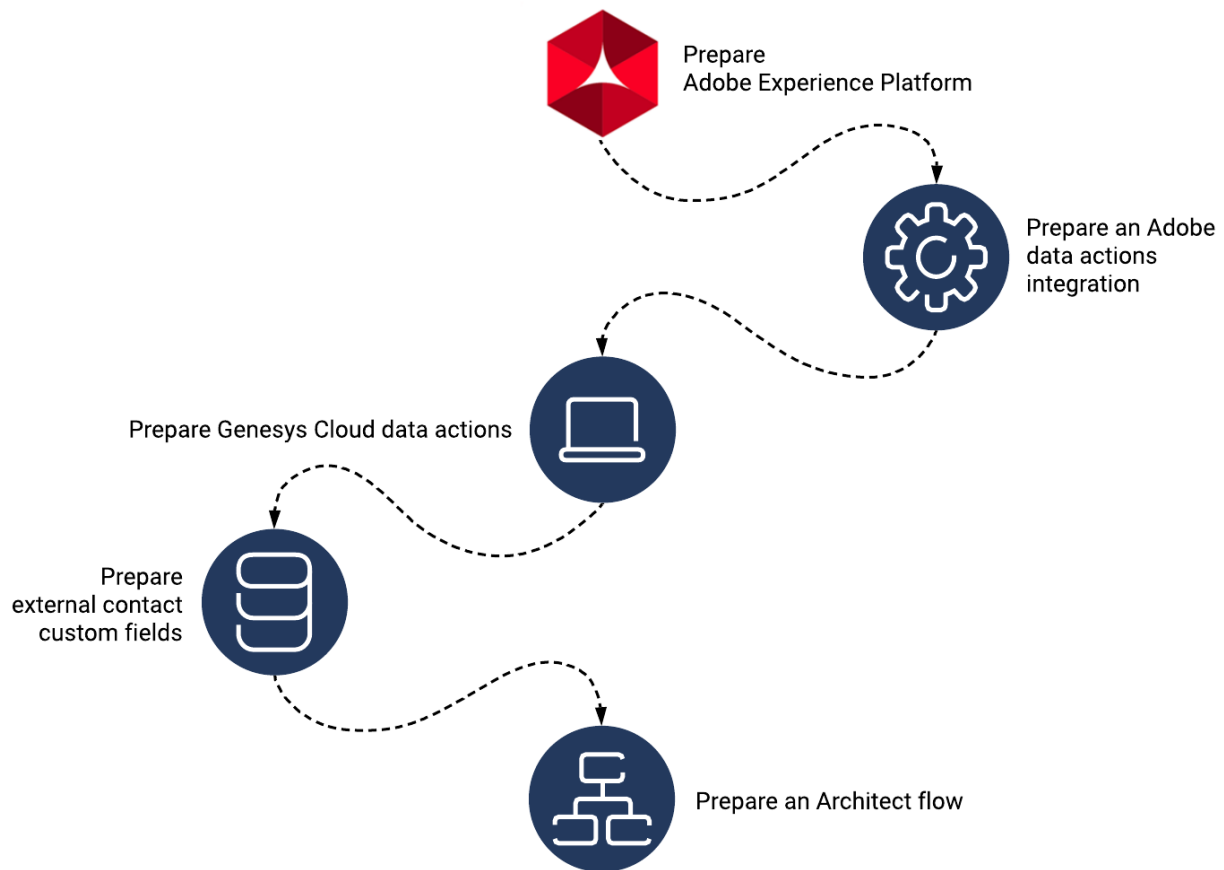 Prepare
Adobe Experience Platform
Prepare an Adobe
data actions
integration
Prepare Genesys Cloud data actions
Prepare
external contact
custom fields
Prepare an Architect flow